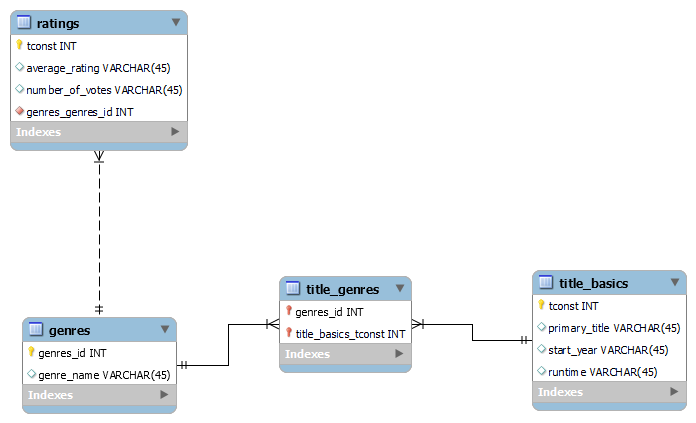 ratings
tconst INT
average_rating VARCHAR(45)
number_of_votes VARCHAR(45)
genres_genres_id INT
Indexes
genres
genres_id INT
genre_name VARCHAR(45)
Indexes
title_genres
genres_id INT
title_basics_tconst INT
Indexes
title_basics
tconst INT
primary_title VARCHAR(45)
start_year VARCHAR(45)
runtime VARCHAR(45)
Indexes